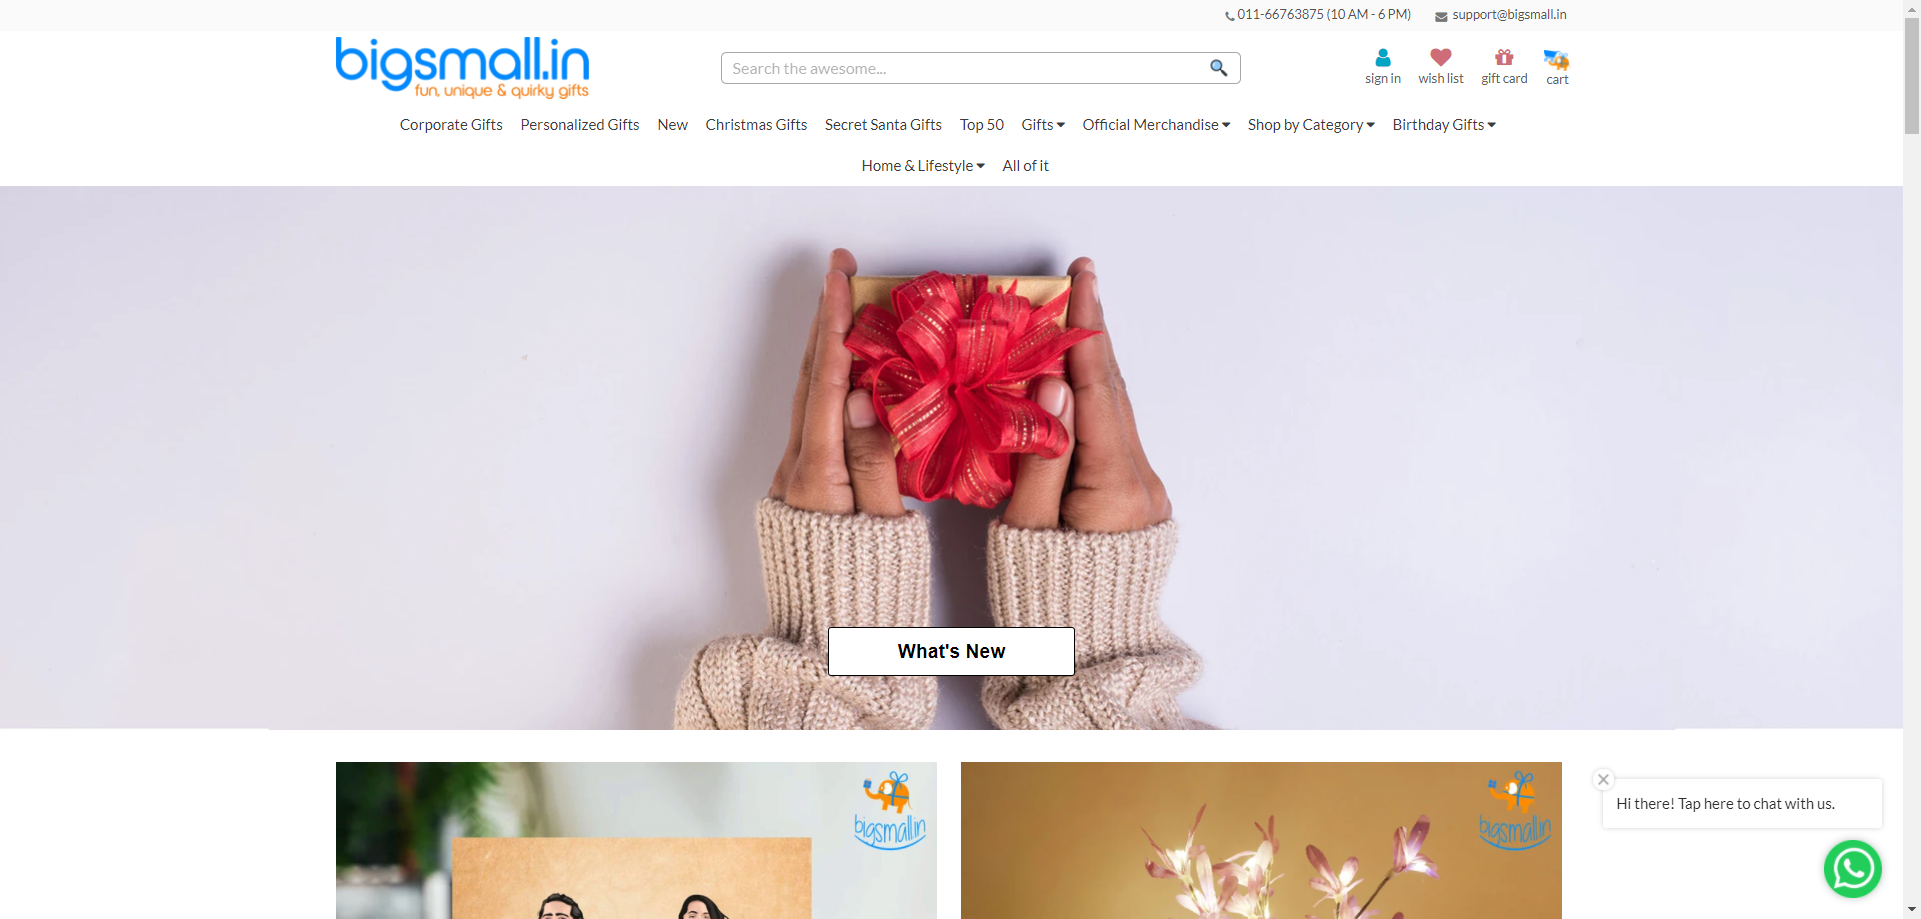 011-66763875 (10 AM - 6 PM) support@bigsmall.in
bigsmall.in
fun, unique & quirky gifts
Search the awesome...
sign in wish list gift card cart
Corporate Gifts Personalized Gifts New Christmas Gifts Secret Santa Gifts Top 50 Gifts Official Merchandise Shop by Category Birthday Gifts
Home & Lifestyle All of it
What's New
bigsmall.in bigsmall.in
Hi there! Tap here to chat with us.